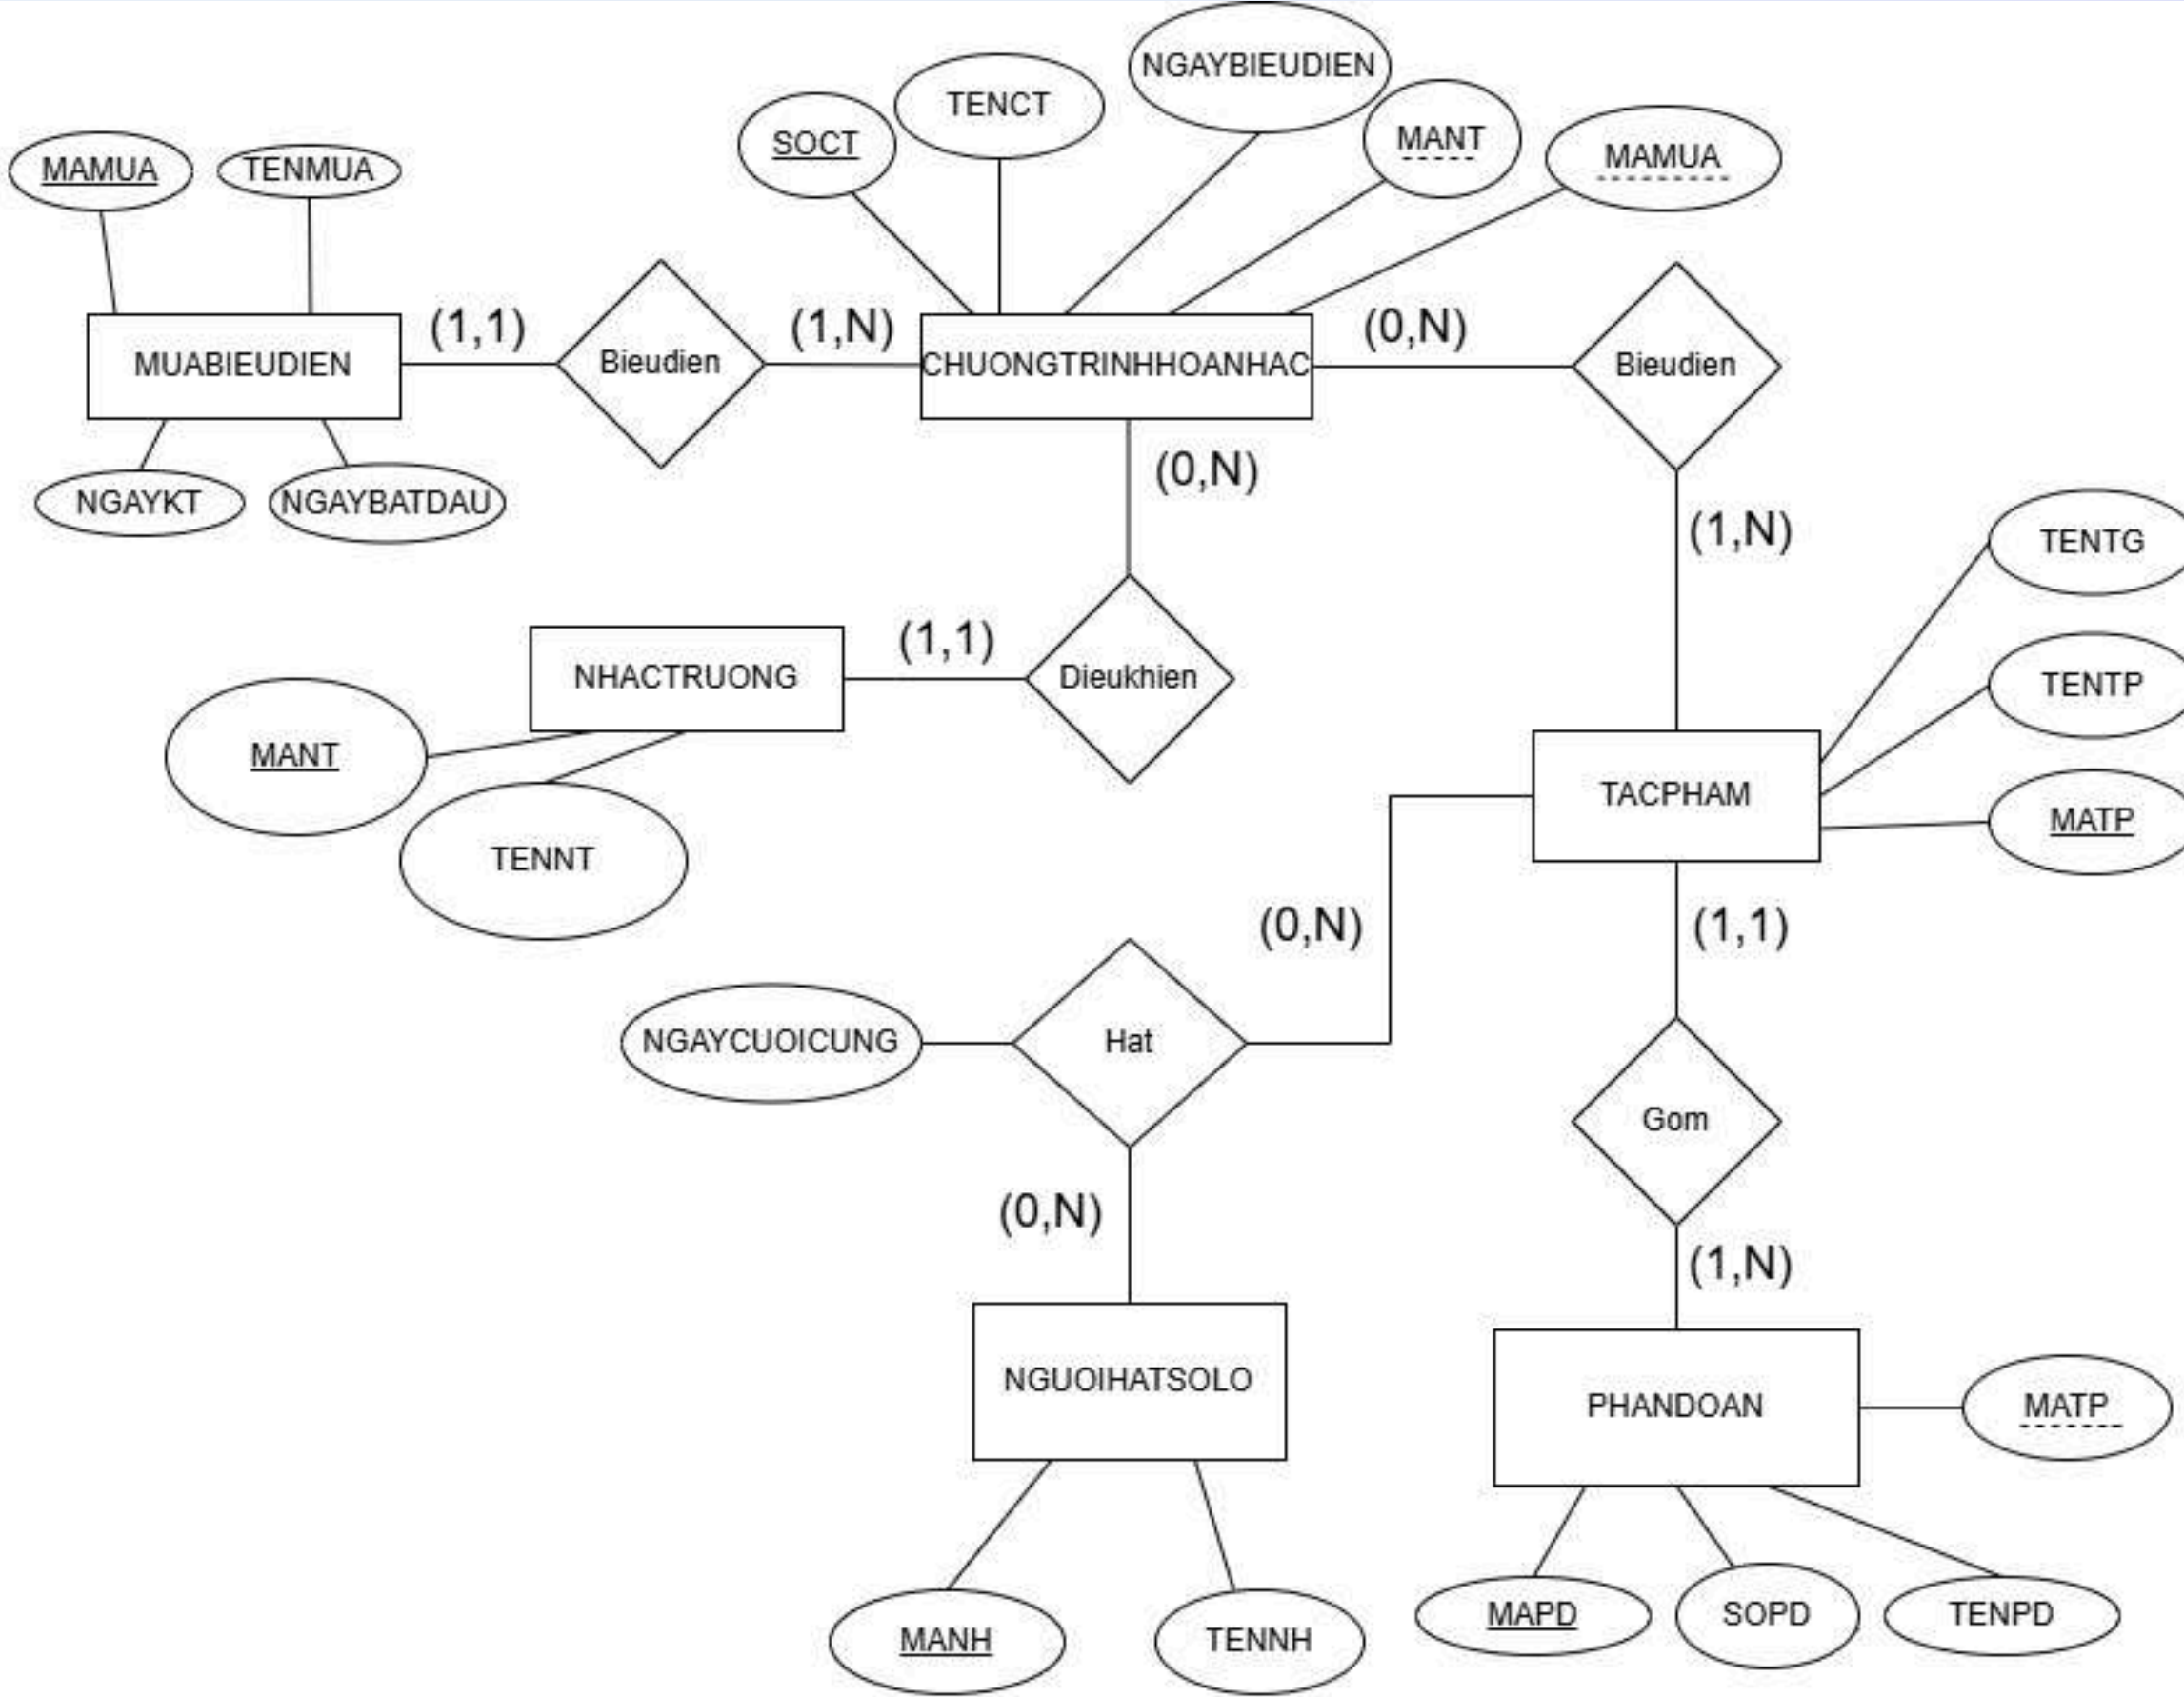 NGAYBIEUDIEN
TENCT
SOCT
MANT
MAMUA
MAMUA
TENMUA
(1,1)
(1,N)
(0,N)
MUABIEUDIEN
Bieudien
CHUONGTRINHHOANHAC
Bieudien
(0,N)
NGAYKT
NGAYBATDAU
(1,N)
TENTG
(1,1)
NHACTRUONG
Dieukhien
TENTP
MANT
TACPHAM
MATP
TENNT
(0,N)
(1,1)
NGAYCUOICUNG
Hat
Gom
(0,N)
(1,N)
NGUOIHATSOLO
PHANDOAN
MATP
MANH
TENNH
MAPD
SOPD
TENPD